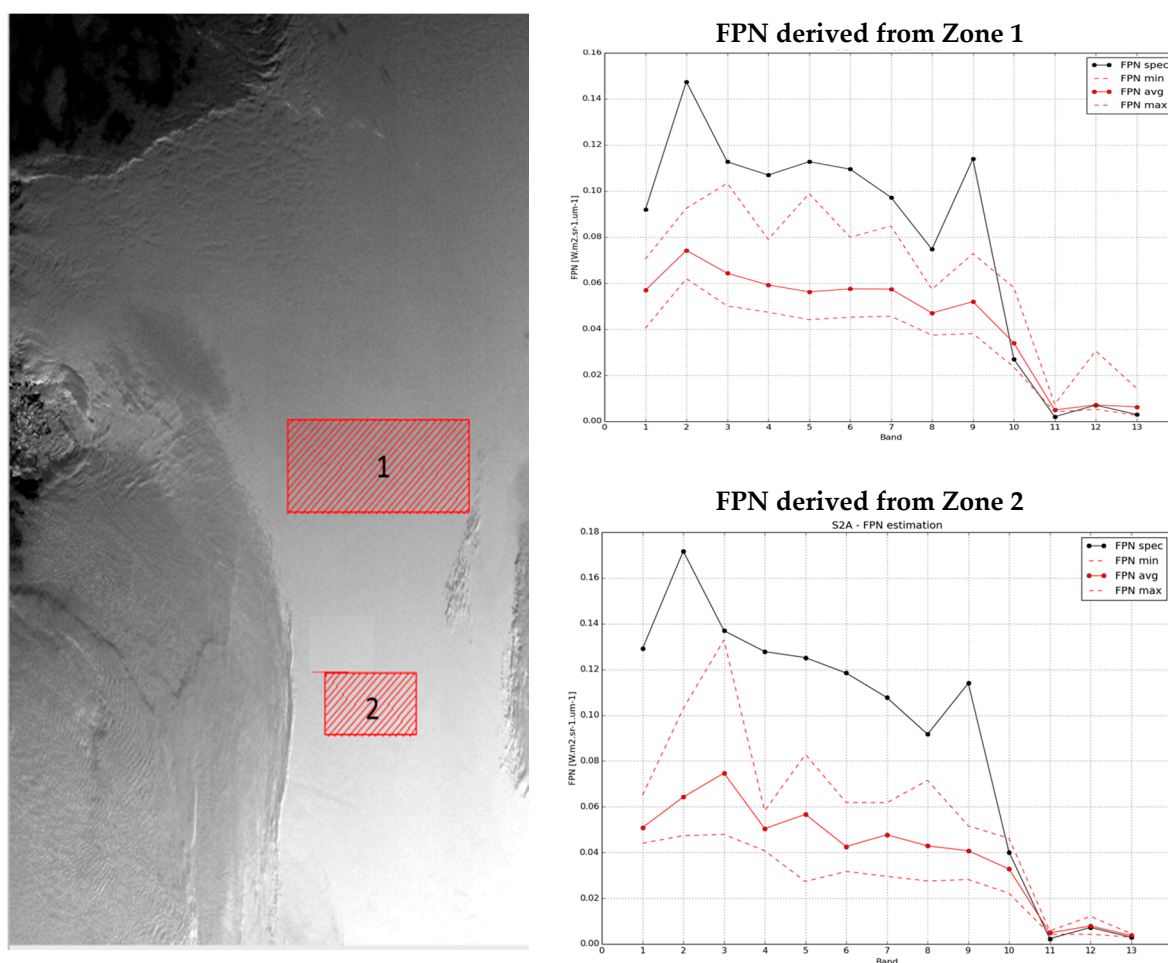 1
2
FPN derived from Zone 1
0.16
0.14
0.12
0.10
0.08
0.06
0.04
0.02
0.00
FPN [W.m2.sr-1.um-1]
0 1 2 3 4 5 6 7 8 9 10 11 12 13
Band
FPN spec
FPN min
FPN avg
FPN max
FPN derived from Zone 2
S2A - FPN estimation
0.18
0.16
0.14
0.12
0.10
0.08
0.06
0.04
0.02
0.00
FPN [W.m2.sr-1.um-1]
0 1 2 3 4 5 6 7 8 9 10 11 12 13
Band
FPN spec
FPN min
FPN avg
FPN max